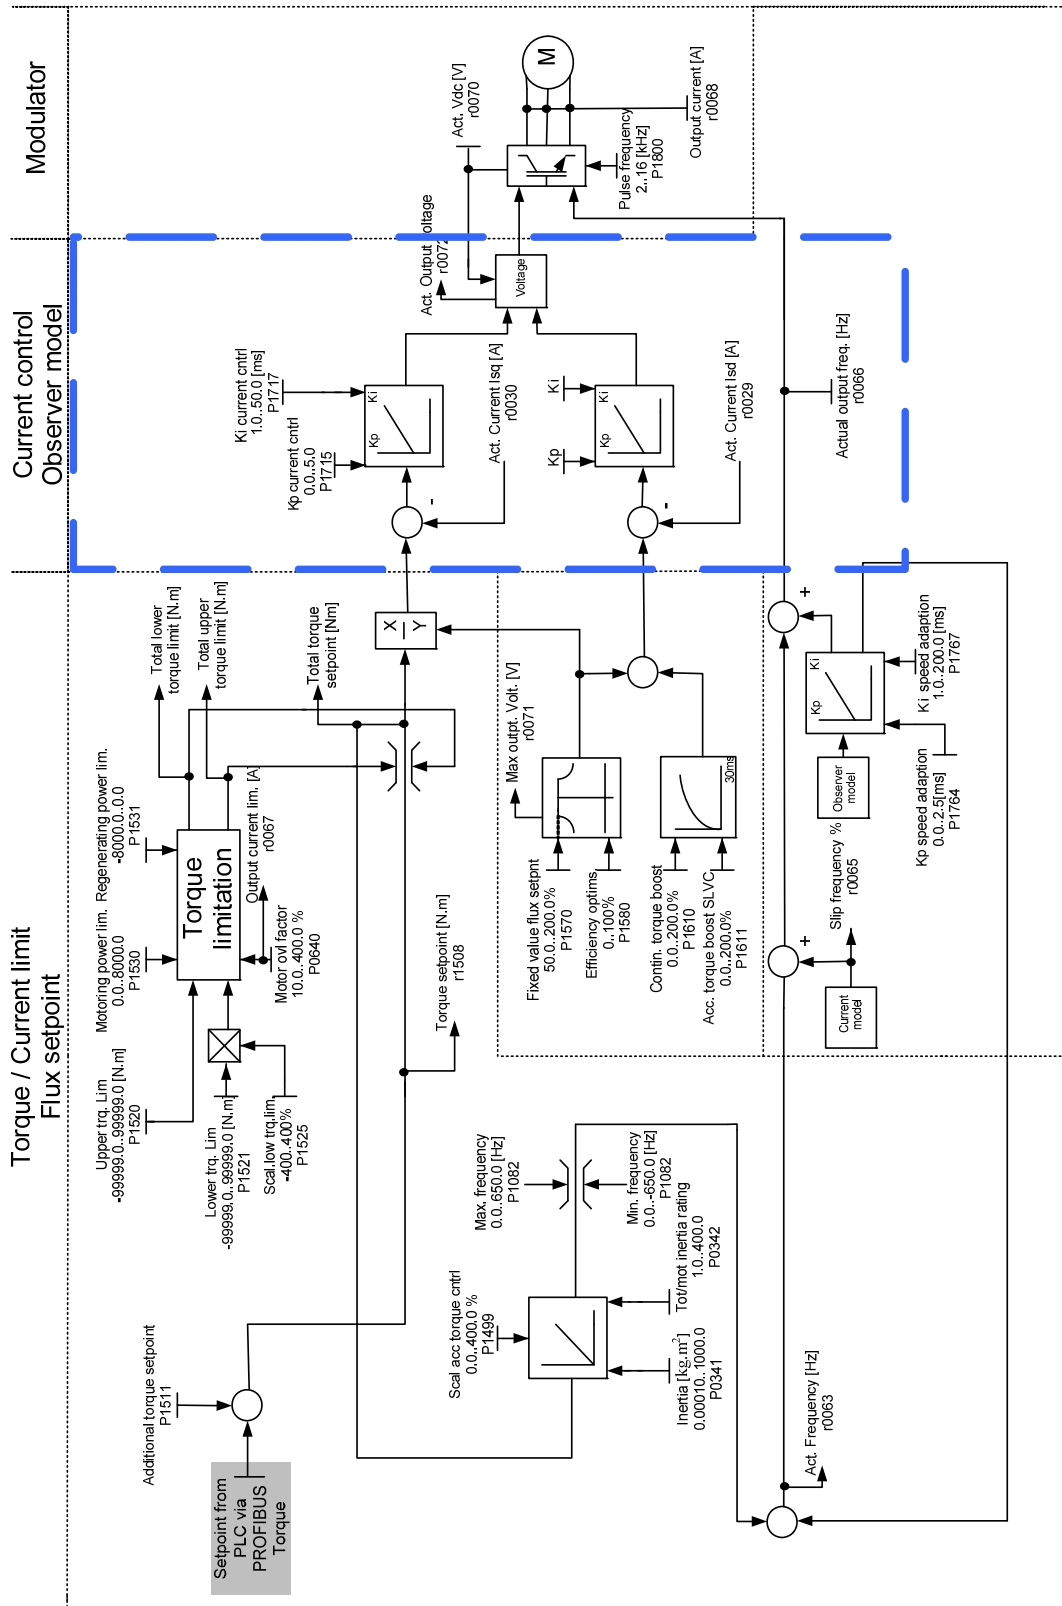 Modulator
Current control
Observer model
Torque / Current limit
Flux setpoint
M
Act. Vdc [V]
r0070
Output current [A]
r0068
Pulse frequency
2..16 [kHz]
P1800
Act. Output Voltage
r0072
Voltage
Ki current cntrl
1.0..50.0 [ms]
P1717
Kp current cntrl
0.0..5.0
P1715
Kp
Ki
Act. Current Isq [A]
r0030
-
Ki
Kp
Kp
Ki
Act. Current Isd [A]
r0029
-
Actual output freq. [Hz]
r0066
Total lower
torque limit [N.m]
Total upper
torque limit [N.m]
Total torque
setpoint [Nm]
X
Y
Max outpt. Volt. [V]
r0071
+
Kp
Ki
Ki speed adaption
1.0..200.0 [ms]
P1767
Kp speed adaption
0.0..2.5[ms]
P1764
Observer
model
Slip frequency %
r0065
+
Current
model
Regenerating power lim.
-8000.0..0.0
P1531
Motoring power lim.
0.0..8000.0
P1530
Torque
limitation
Output current lim. [A]
r0067
Motor ovl factor
10.0..400.0 %
P0640
Upper trq. Lim
-99999.0..99999.0 [N.m]
P1520
Lower trq. Lim
-99999.0..99999.0 [N.m]
P1521
Scal.low trq.lim.
-400..400%
P1525
Torque setpoint [N.m]
r1508
30ms
Fixed value flux setpnt
50.0..200.0%
P1570
Efficiency optims.
0..100%
P1580
Contin. torque boost
0.0..200.0%
P1610
Acc. torque boost SLVC
0.0..200.0%
P1611
Max. frequency
0.0..650.0 [Hz]
P1082
Min. frequency
0.0..-650.0 [Hz]
P1082
Scal acc torque cntrl
0.0..400.0 %
P1499
Tot/mot inertia rating
1.0..400.0
P0342
Inertia [kg.m²]
0.00010..1000.0
P0341
Additional torque setpoint
P1511
Setpoint from
PLC via
PROFIBUS
Torque
Act. Frequency [Hz]
r0063